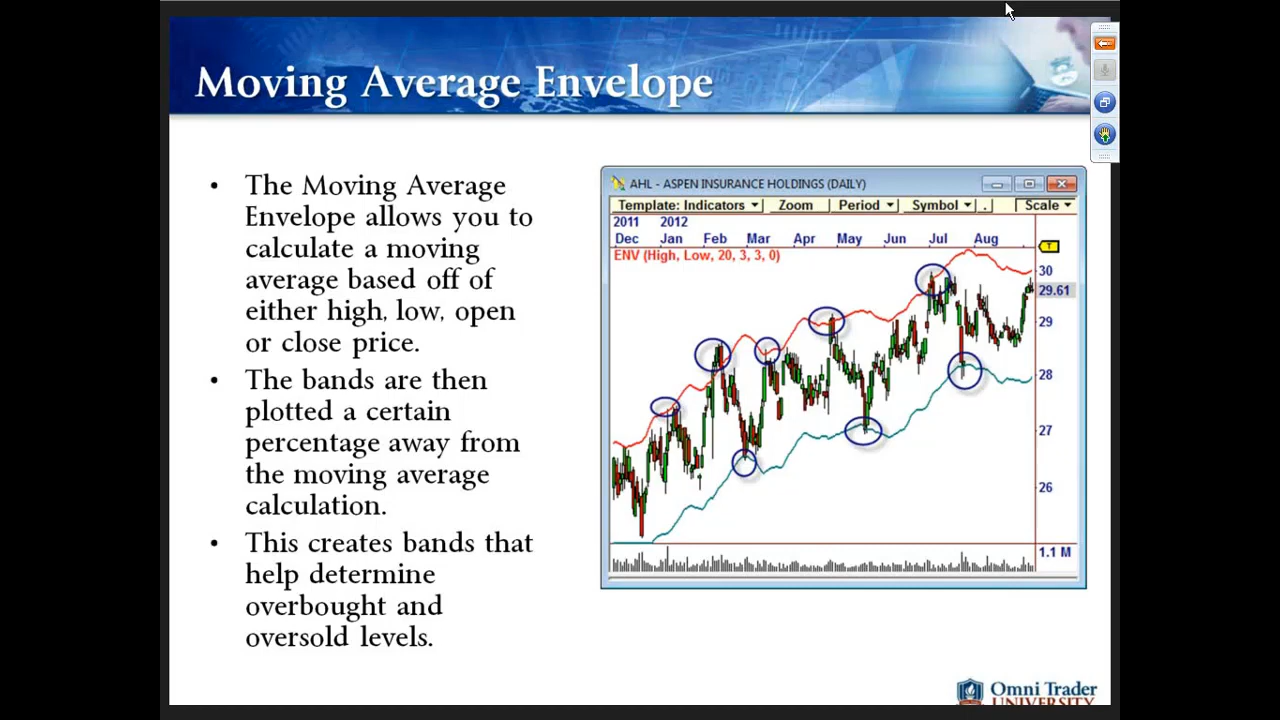 Moving Average Envelope
• The Moving Average
Envelope allows you to
calculate a moving
average based off of
either high, low, open
or close price.
• The bands are then
plotted a certain
percentage away from
the moving average
calculation.
• This creates bands that
help determine
overbought and
oversold levels.
AHL - ASPEN INSURANCE HOLDINGS (DAILY)
Template: Indicators Zoom Period Symbol . Scale
2011 2012
Dec Jan Feb Mar Apr May Jun Jul Aug
T
ENV (High, Low, 20, 3, 3, 0)
30
29.61
29
28
27
26
1.1 M
Omni Trader
UNIVERSITY